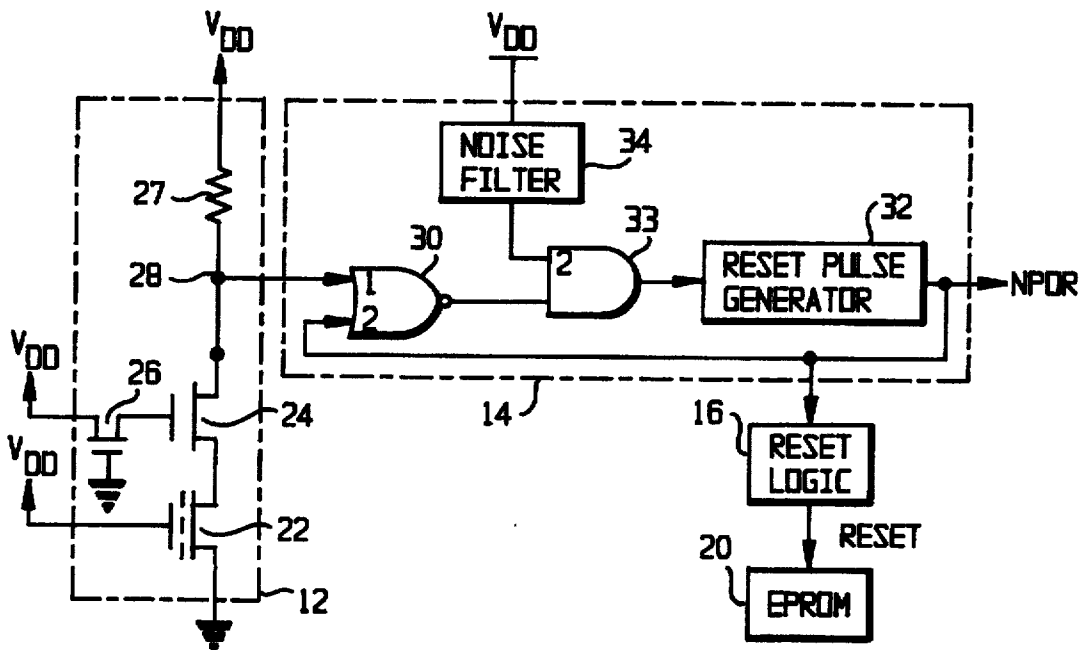 VDD
VDD
NOISE
FILTER
34
27
28
30
1
2
2
33
32
RESET PULSE
GENERATOR
NPOR
VDD
26
24
VDD
22
12
14
16
RESET
LOGIC
RESET
20
EPROM